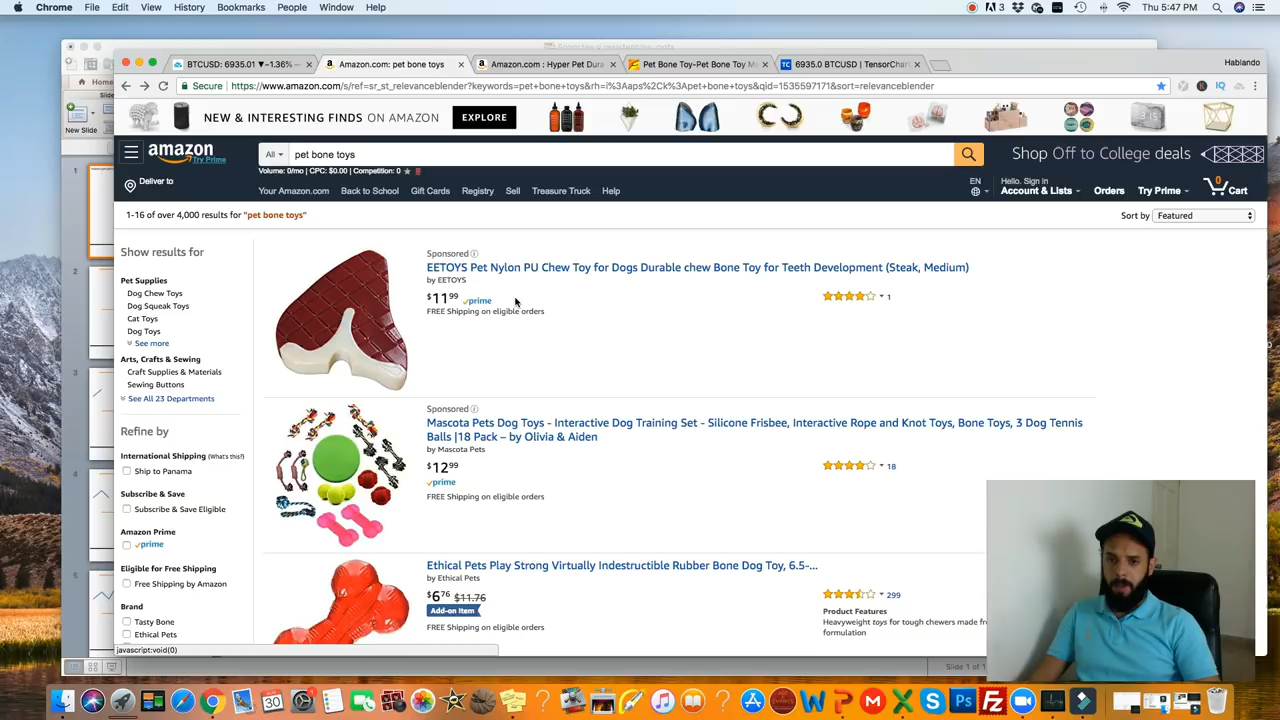 Chrome File Edit View History Bookmarks People Window Help
3 Thu 5:47 PM
BTCUSD: 6935.01 ▼-1.36% ×
Amazon.com: pet bone toys ×
Amazon.com : Hyper Pet Dura ×
Pet Bone Toy-Pet Bone Toy M ×
TC 6935.0 BTCUSD | TensorChar ×
Hablando
Secure https://www.amazon.com/s/ref=sr_st_relevanceblender?keywords=pet+bone+toys&rh=i%3Aaps%2Ck%3Apet+bone+toys&qid=1535597171&sort=relevanceblender
Home
Slide
New Slide
NEW & INTERESTING FINDS ON AMAZON EXPLORE
amazon
Try Prime
All
pet bone toys
Shop Off to College deals
Volume: 0/mo | CPC: $0.00 | Competition: 0
Deliver to
Your Amazon.com Back to School Gift Cards Registry Sell Treasure Truck Help
EN
Hello. Sign in
Account & Lists Orders Try Prime 0 Cart
1-16 of over 4,000 results for "pet bone toys"
Sort by Featured
Show results for
Pet Supplies
Dog Chew Toys
Dog Squeak Toys
Cat Toys
Dog Toys
See more
Arts, Crafts & Sewing
Craft Supplies & Materials
Sewing Buttons
See All 23 Departments
Refine by
International Shipping (What's this?)
Ship to Panama
Subscribe & Save
Subscribe & Save Eligible
Amazon Prime
prime
Eligible for Free Shipping
Free Shipping by Amazon
Brand
Tasty Bone
Ethical Pets
javascript:void(0)
Sponsored
EETOYS Pet Nylon PU Chew Toy for Dogs Durable chew Bone Toy for Teeth Development (Steak, Medium)
by EETOYS
$11 99 prime
FREE Shipping on eligible orders
1
Sponsored
Mascota Pets Dog Toys - Interactive Dog Training Set - Silicone Frisbee, Interactive Rope and Knot Toys, Bone Toys, 3 Dog Tennis
Balls |18 Pack – by Olivia & Aiden
by Mascota Pets
$12 99
prime
FREE Shipping on eligible orders
18
Ethical Pets Play Strong Virtually Indestructible Rubber Bone Dog Toy, 6.5-...
by Ethical Pets
$6 76 $11.76
Add-on Item
FREE Shipping on eligible orders
299
Product Features
Heavyweight toys for tough chewers made
formulation
1
2
3
4
5
Slide 1 of 1